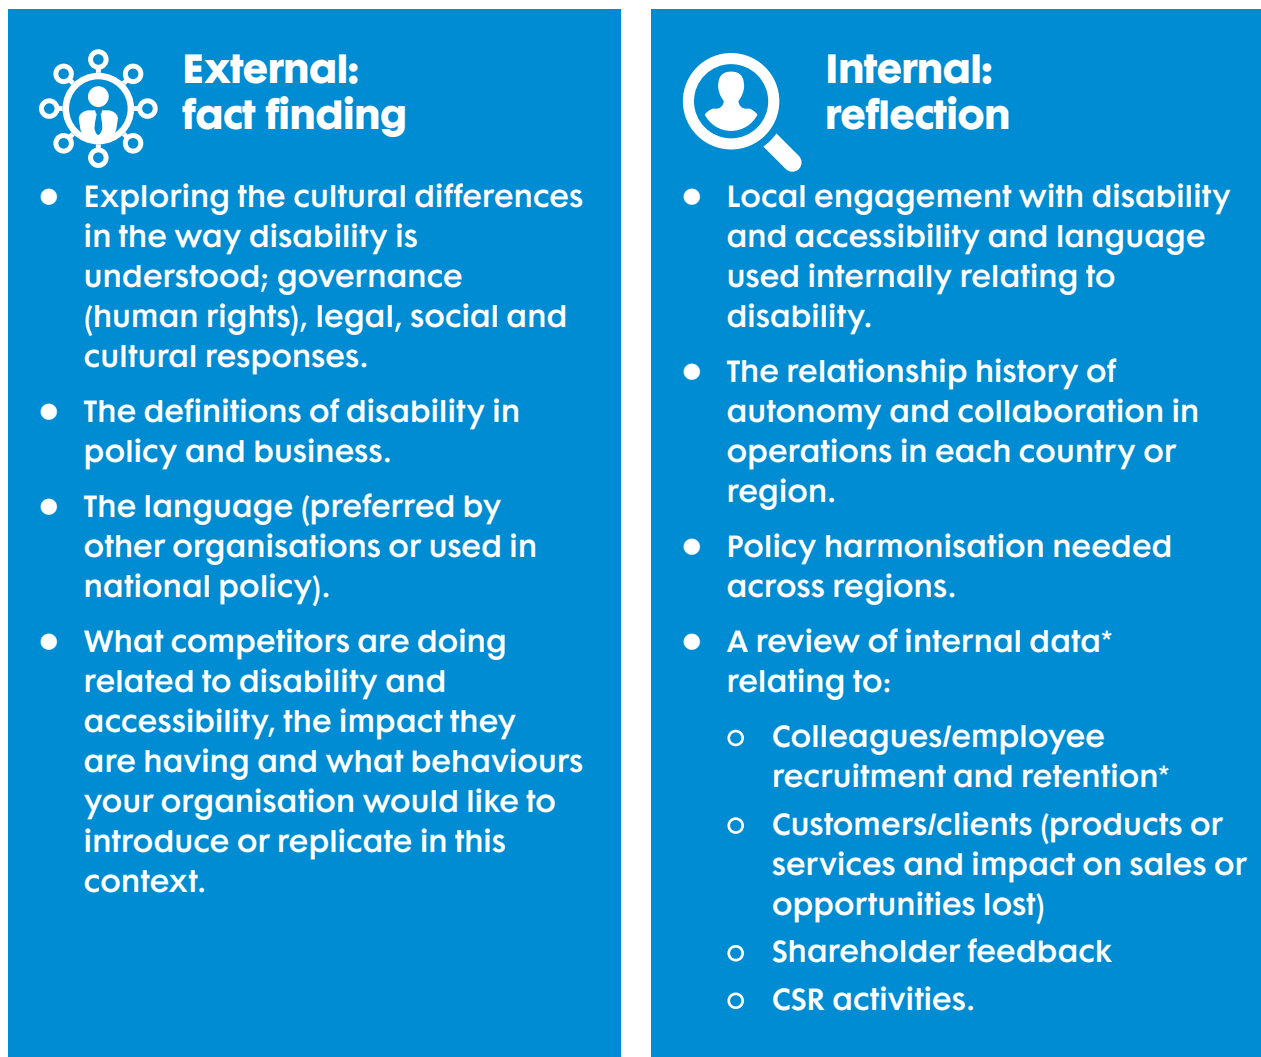 External:
fact finding
● Exploring the cultural differences
in the way disability is
understood; governance
(human rights), legal, social and
cultural responses.
● The definitions of disability in
policy and business.
● The language (preferred by
other organisations or used in
national policy).
● What competitors are doing
related to disability and
accessibility, the impact they
are having and what behaviours
your organisation would like to
introduce or replicate in this
context.
Internal:
reflection
● Local engagement with disability
and accessibility and language
used internally relating to
disability.
● The relationship history of
autonomy and collaboration in
operations in each country or
region.
● Policy harmonisation needed
across regions.
● A review of internal data*
relating to:
○ Colleagues/employee
recruitment and retention*
○ Customers/clients (products or
services and impact on sales or
opportunities lost)
○ Shareholder feedback
○ CSR activities.